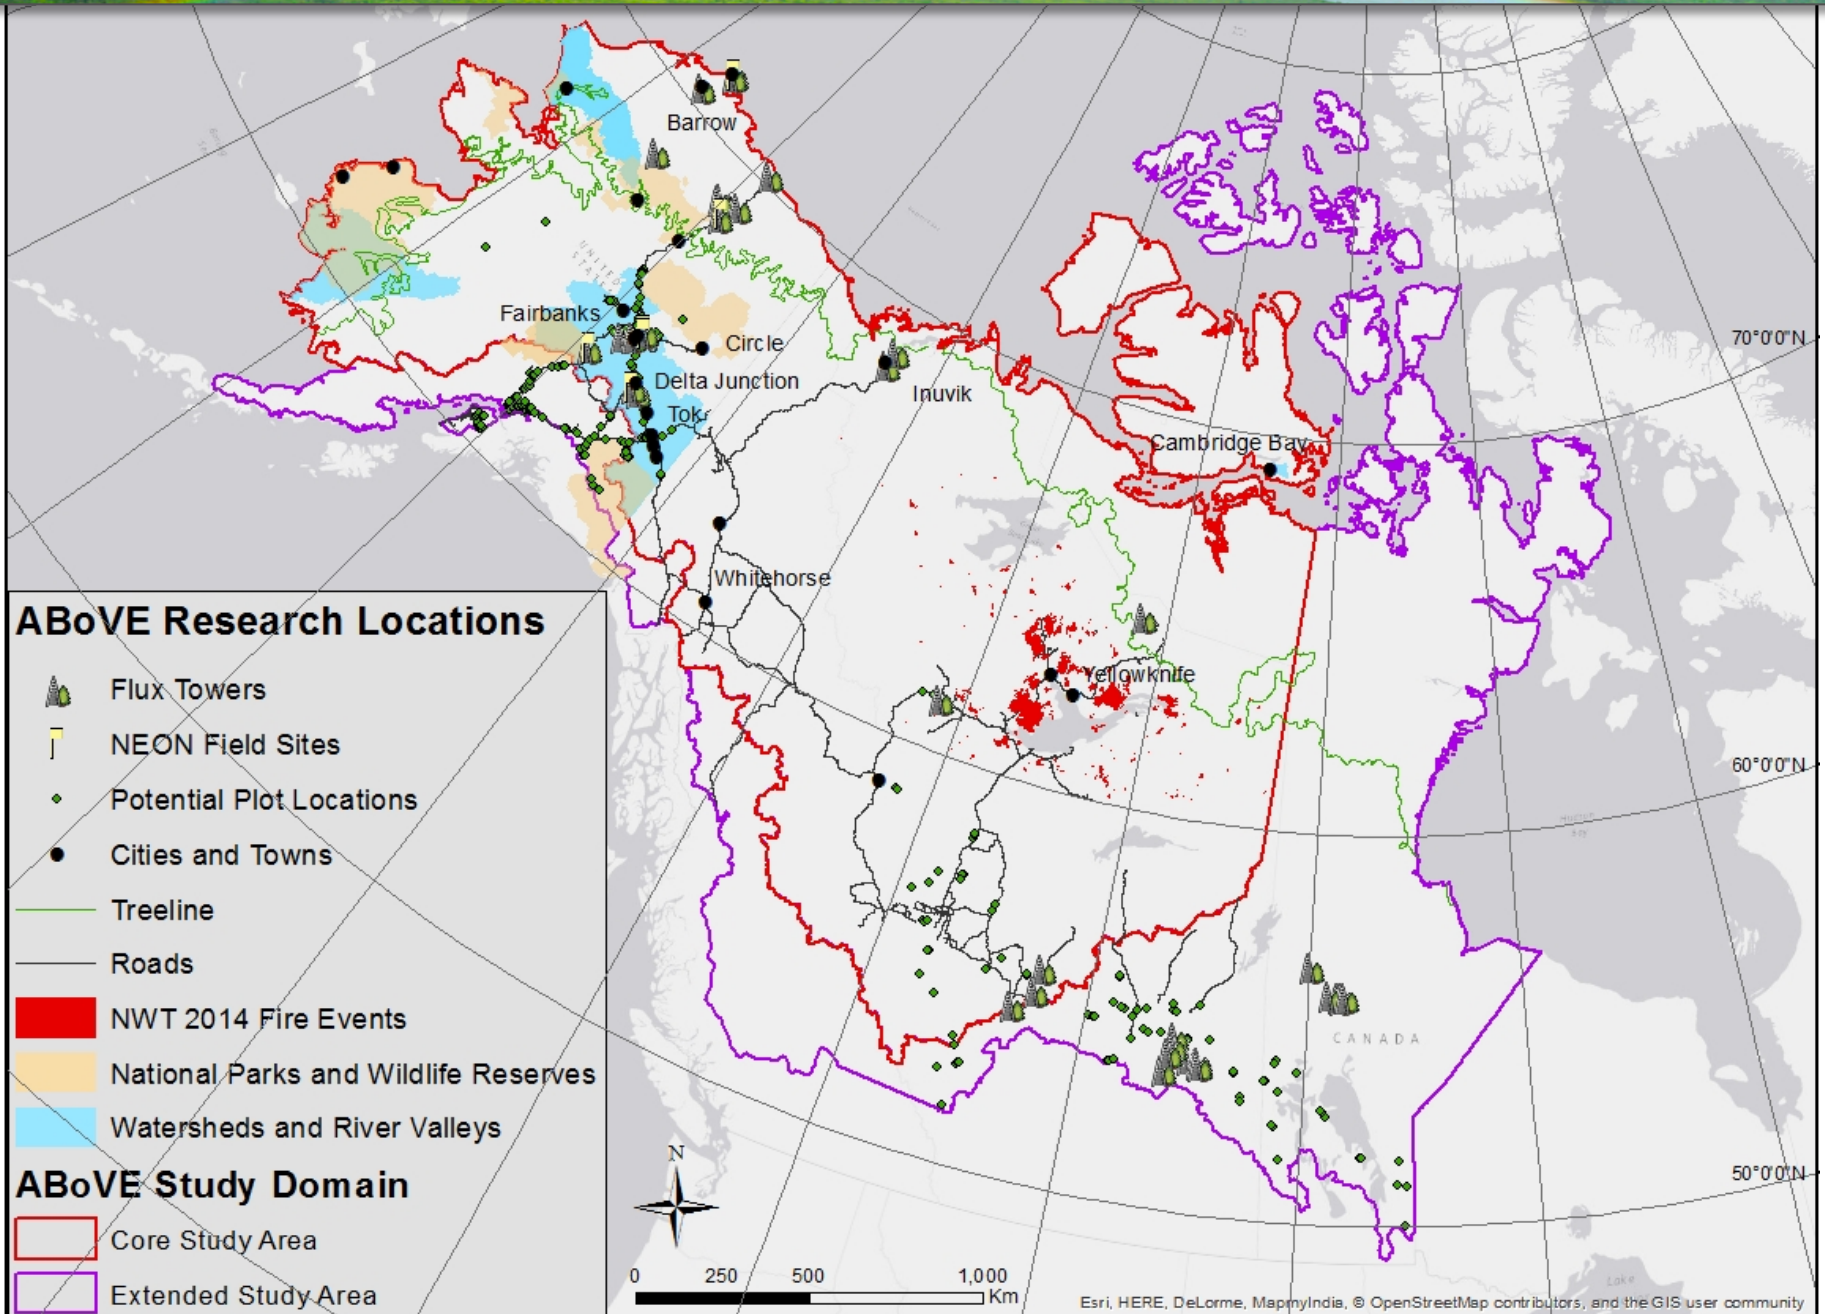 Barrow
Fairbanks
Circle
Delta Junction
Tok
Inuvik
70°0'0"N
Cambridge Bay
Whitehorse
Yellowknife
60°0'0"N
CANADA
50°0'0"N
ABoVE Research Locations
Flux Towers
NEON Field Sites
Potential Plot Locations
Cities and Towns
Treeline
Roads
NWT 2014 Fire Events
National Parks and Wildlife Reserves
Watersheds and River Valleys
ABoVE Study Domain
Core Study Area
Extended Study Area
N
0 250 500 1,000
Km
Esri, HERE, DeLorme, MapmyIndia, © OpenStreetMap contributors, and the GIS user community